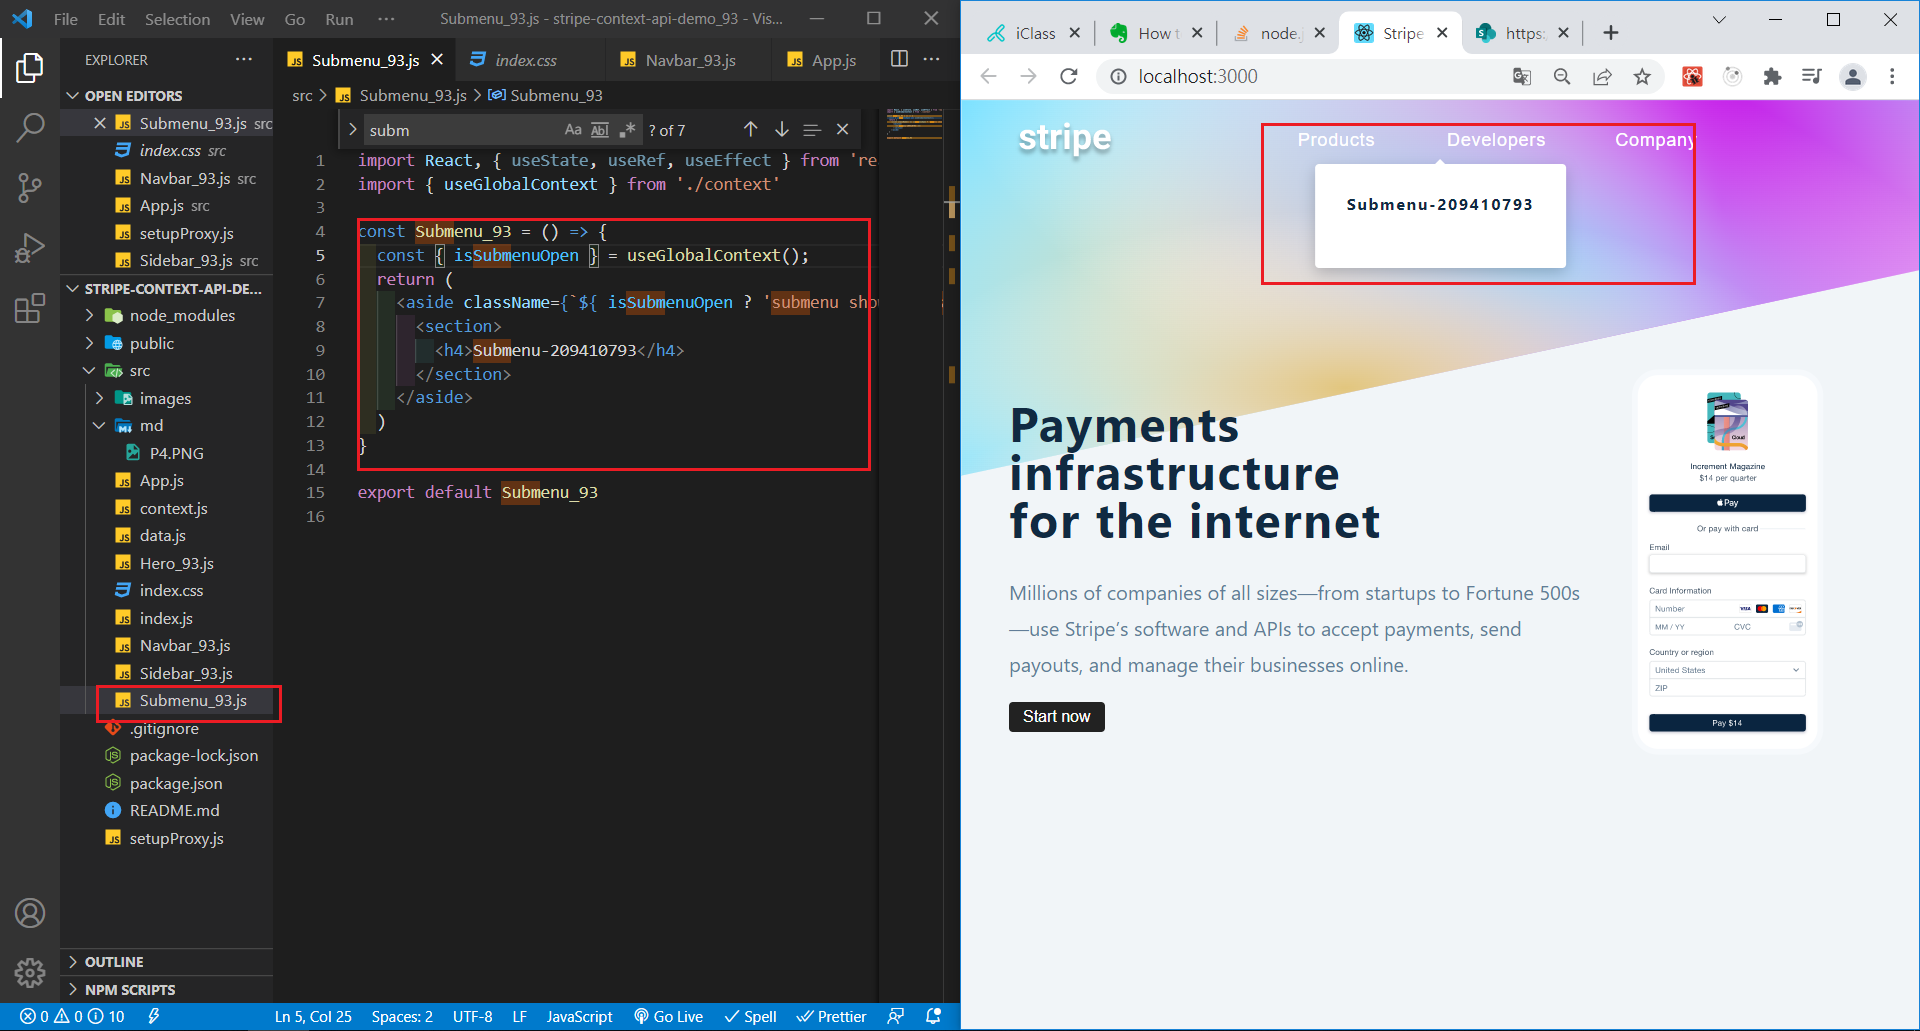 File Edit Selection View Go Run ··· Submenu_93.js - stripe-context-api-demo_93 - Vis...
EXPLORER ···
OPEN EDITORS
Submenu_93.js src
index.css src
Navbar_93.js src
App.js src
setupProxy.js
Sidebar_93.js src
STRIPE-CONTEXT-API-DE...
node_modules
public
src
images
md
P4.PNG
App.js
context.js
data.js
Hero_93.js
index.css
index.js
Navbar_93.js
Sidebar_93.js
Submenu_93.js
.gitignore
package-lock.json
package.json
README.md
setupProxy.js
OUTLINE
NPM SCRIPTS
Submenu_93.js index.css Navbar_93.js App.js ···
src > Submenu_93.js > Submenu_93
subm Aa Abl .* ? of 7
1 import React, { useState, useRef, useEffect } from 're
2 import { useGlobalContext } from './context'
3
4 const Submenu_93 = () => {
5 const { isSubmenuOpen } = useGlobalContext();
6 return (
7 <aside className={`${ isSubmenuOpen ? 'submenu sho
8 <section>
9 <h4>Submenu-209410793</h4>
10 </section>
11 </aside>
12 )
13 }
14
15 export default Submenu_93
16
0 0 10 Ln 5, Col 25 Spaces: 2 UTF-8 LF JavaScript Go Live Spell Prettier
iClass How t node.j Stripe https:
localhost:3000
stripe Products Developers Company
Submenu-209410793
Payments
infrastructure
for the internet
Millions of companies of all sizes—from startups to Fortune 500s
—use Stripe's software and APIs to accept payments, send
payouts, and manage their businesses online.
Start now
Cloud
Increment Magazine
$14 per quarter
Pay
Or pay with card
Email
Card Information
Number VISA
MM / YY CVC
Country or region
United States
ZIP
Pay $14